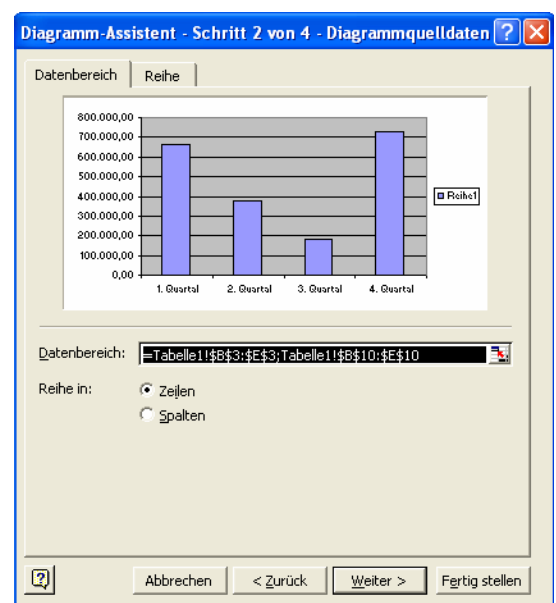 Diagramm-Assistent - Schritt 2 von 4 - Diagrammquelldaten
Datenbereich Reihe
800.000,00
700.000,00
600.000,00
500.000,00
400.000,00
300.000,00
200.000,00
100.000,00
0,00
1. Quartal 2. Quartal 3. Quartal 4. Quartal
Reihe1
Datenbereich: =Tabelle1!$B$3:$E$3;Tabelle1!$B$10:$E$10
Reihe in: Zeilen
Spalten
Abbrechen < Zurück Weiter > Fertig stellen